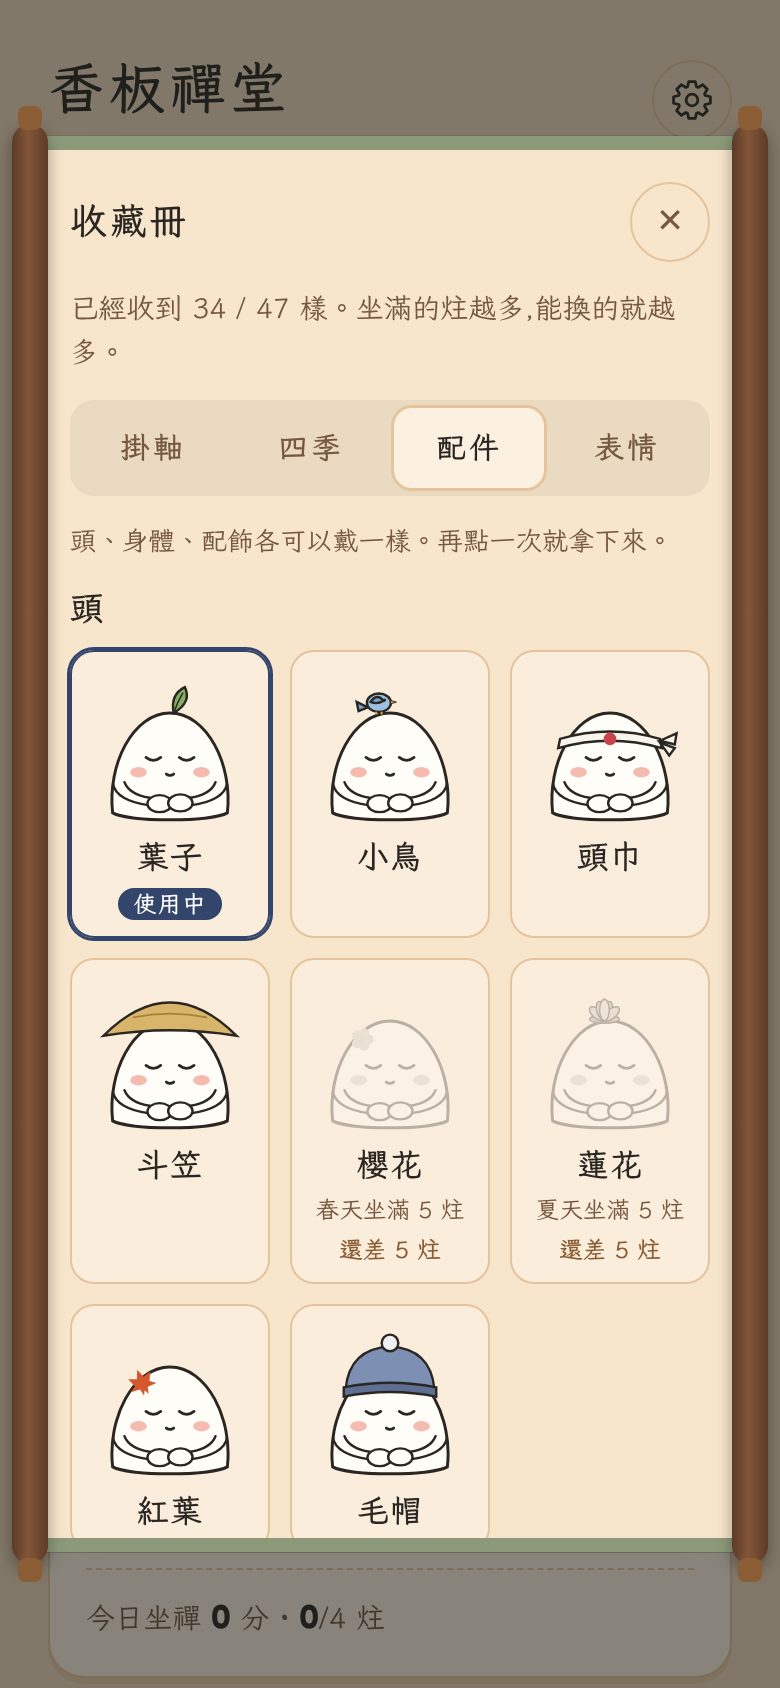 香板禪堂
收藏冊
已經收到 34 / 47 樣。坐滿的炷越多,能換的就越
多。
掛軸 四季 配件 表情
頭、身體、配飾各可以戴一樣。再點一次就拿下來。
頭
葉子
使用中
小鳥
頭巾
斗笠
櫻花
春天坐滿 5 炷
還差 5 炷
蓮花
夏天坐滿 5 炷
還差 5 炷
紅葉
毛帽
今日坐禪 0 分・0/4 炷